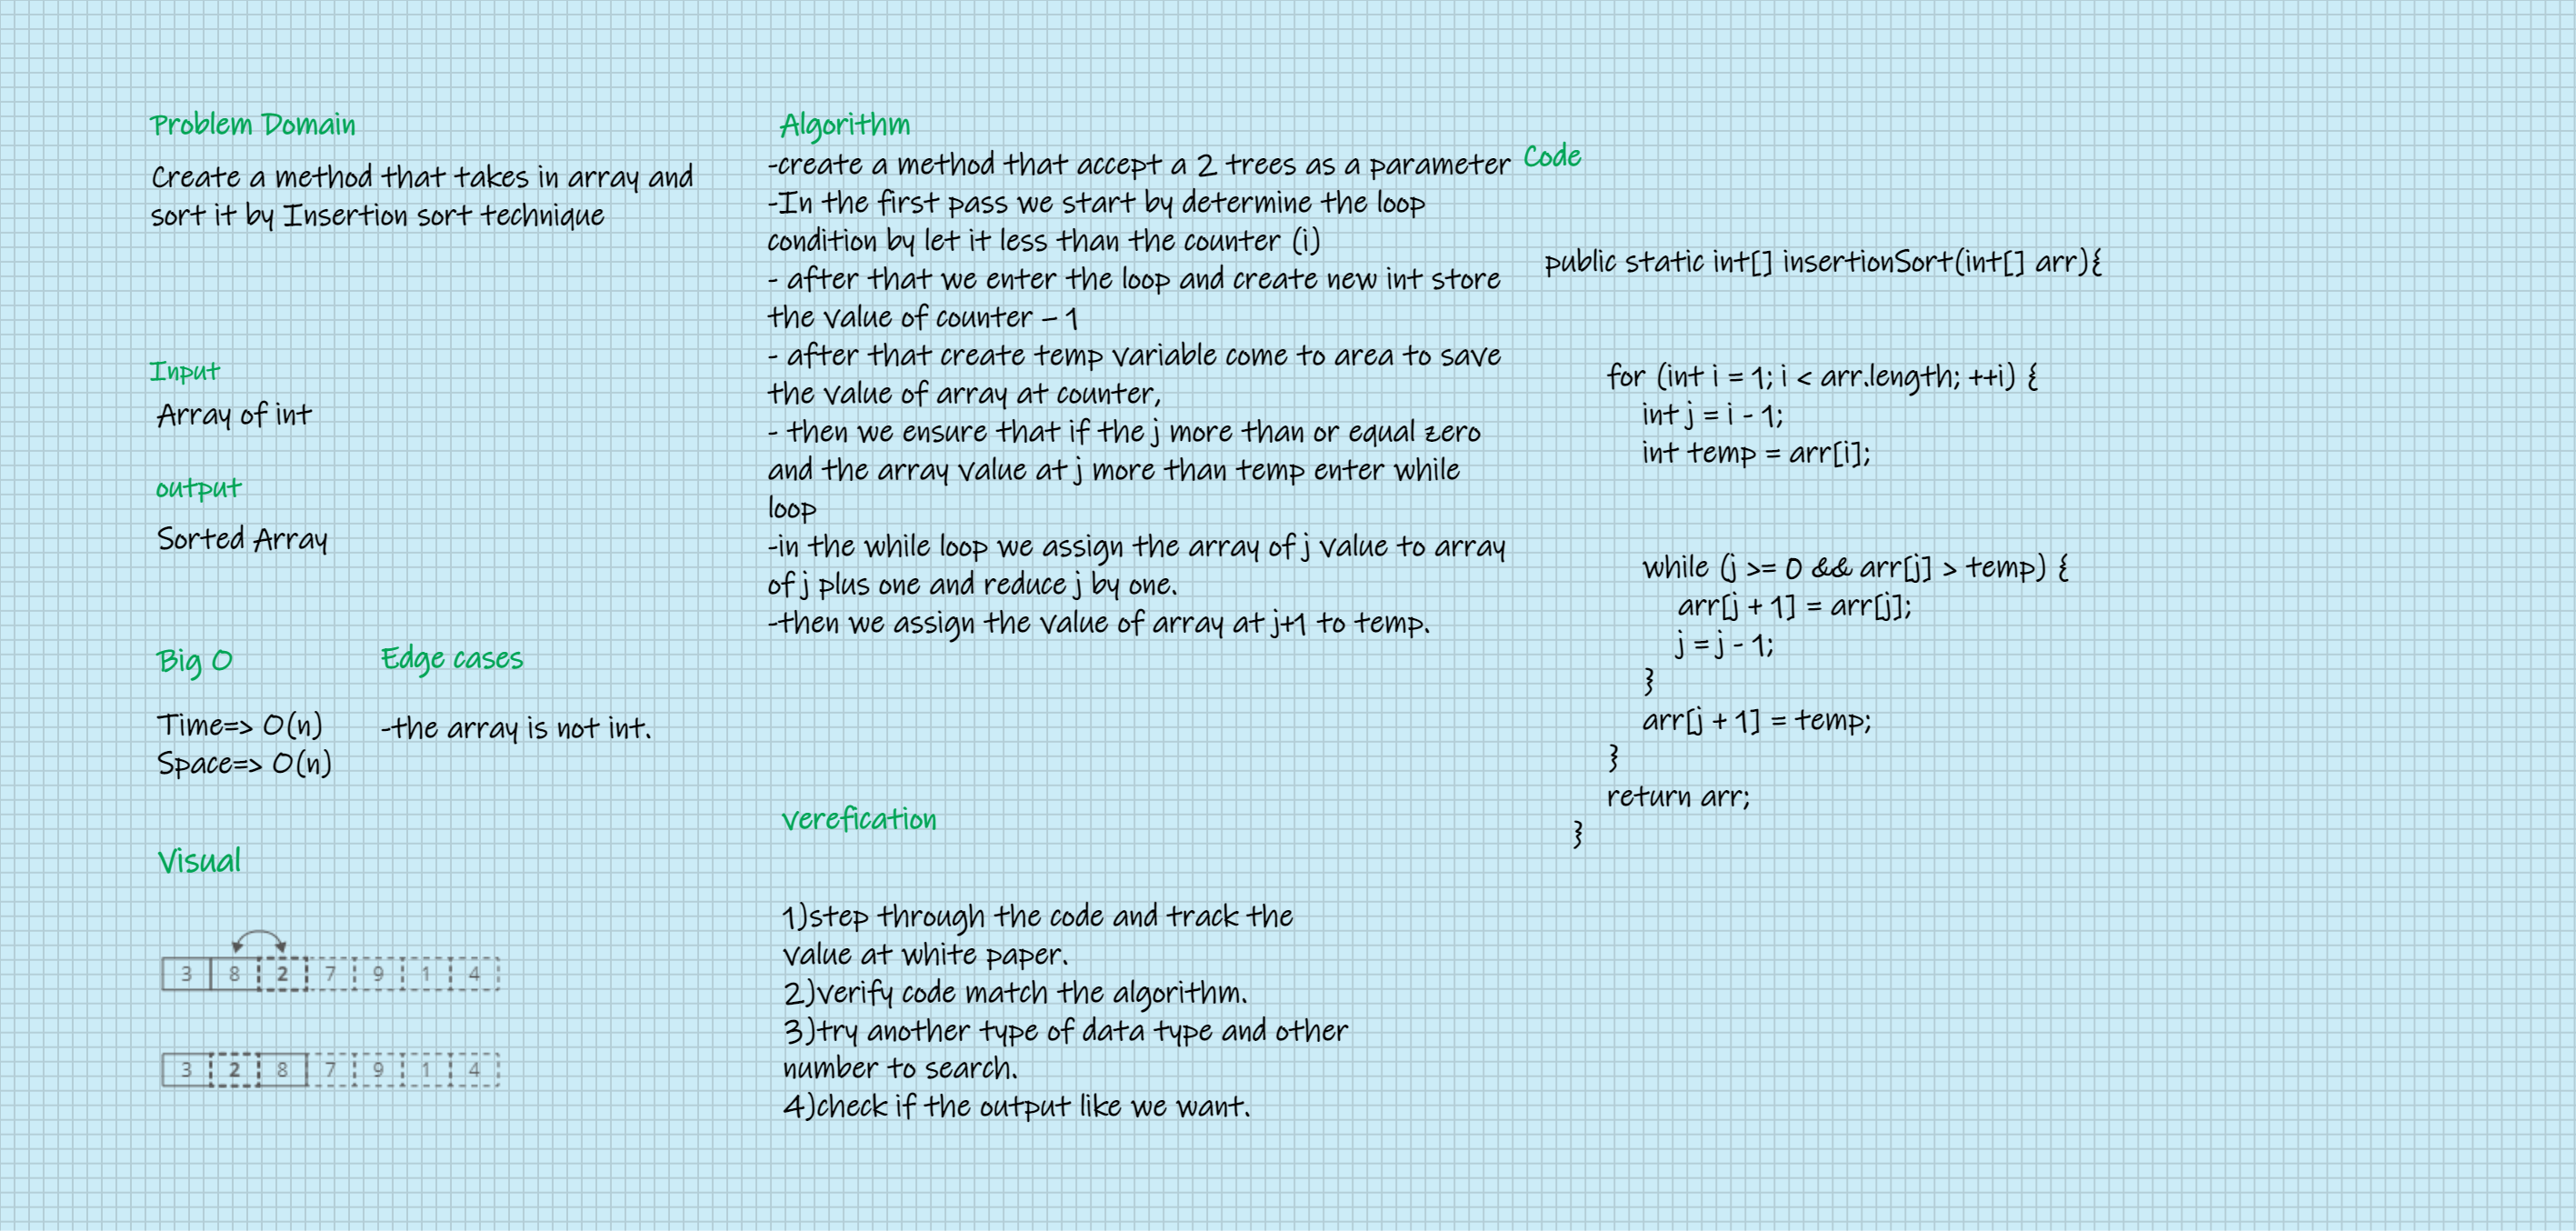 Problem Domain
Create a method that takes in array and
sort it by Insertion sort technique
Input
Array of int
output
Sorted Array
Big O
Time=> O(n)
Space=> O(n)
Edge cases
-the array is not int.
Visual
3 8 2 7 9 1 4
3 2 8 7 9 1 4
Algorithm
-create a method that accept a 2 trees as a parameter
-In the first pass we start by determine the loop
condition by let it less than the counter (i)
- after that we enter the loop and create new int store
the value of counter – 1
- after that create temp variable come to area to save
the value of array at counter,
- then we ensure that if the j more than or equal zero
and the array value at j more than temp enter while
loop
-in the while loop we assign the array of j value to array
of j plus one and reduce j by one.
-then we assign the value of array at j+1 to temp.
verefication
1)step through the code and track the
value at white paper.
2)verify code match the algorithm.
3)try another type of data type and other
number to search.
4)check if the output like we want.
Code
public static int[] insertionSort(int[] arr){
for (int i = 1; i < arr.length; ++i) {
int j = i - 1;
int temp = arr[i];
while (j >= 0 && arr[j] > temp) {
arr[j + 1] = arr[j];
j = j - 1;
}
arr[j + 1] = temp;
}
return arr;
}